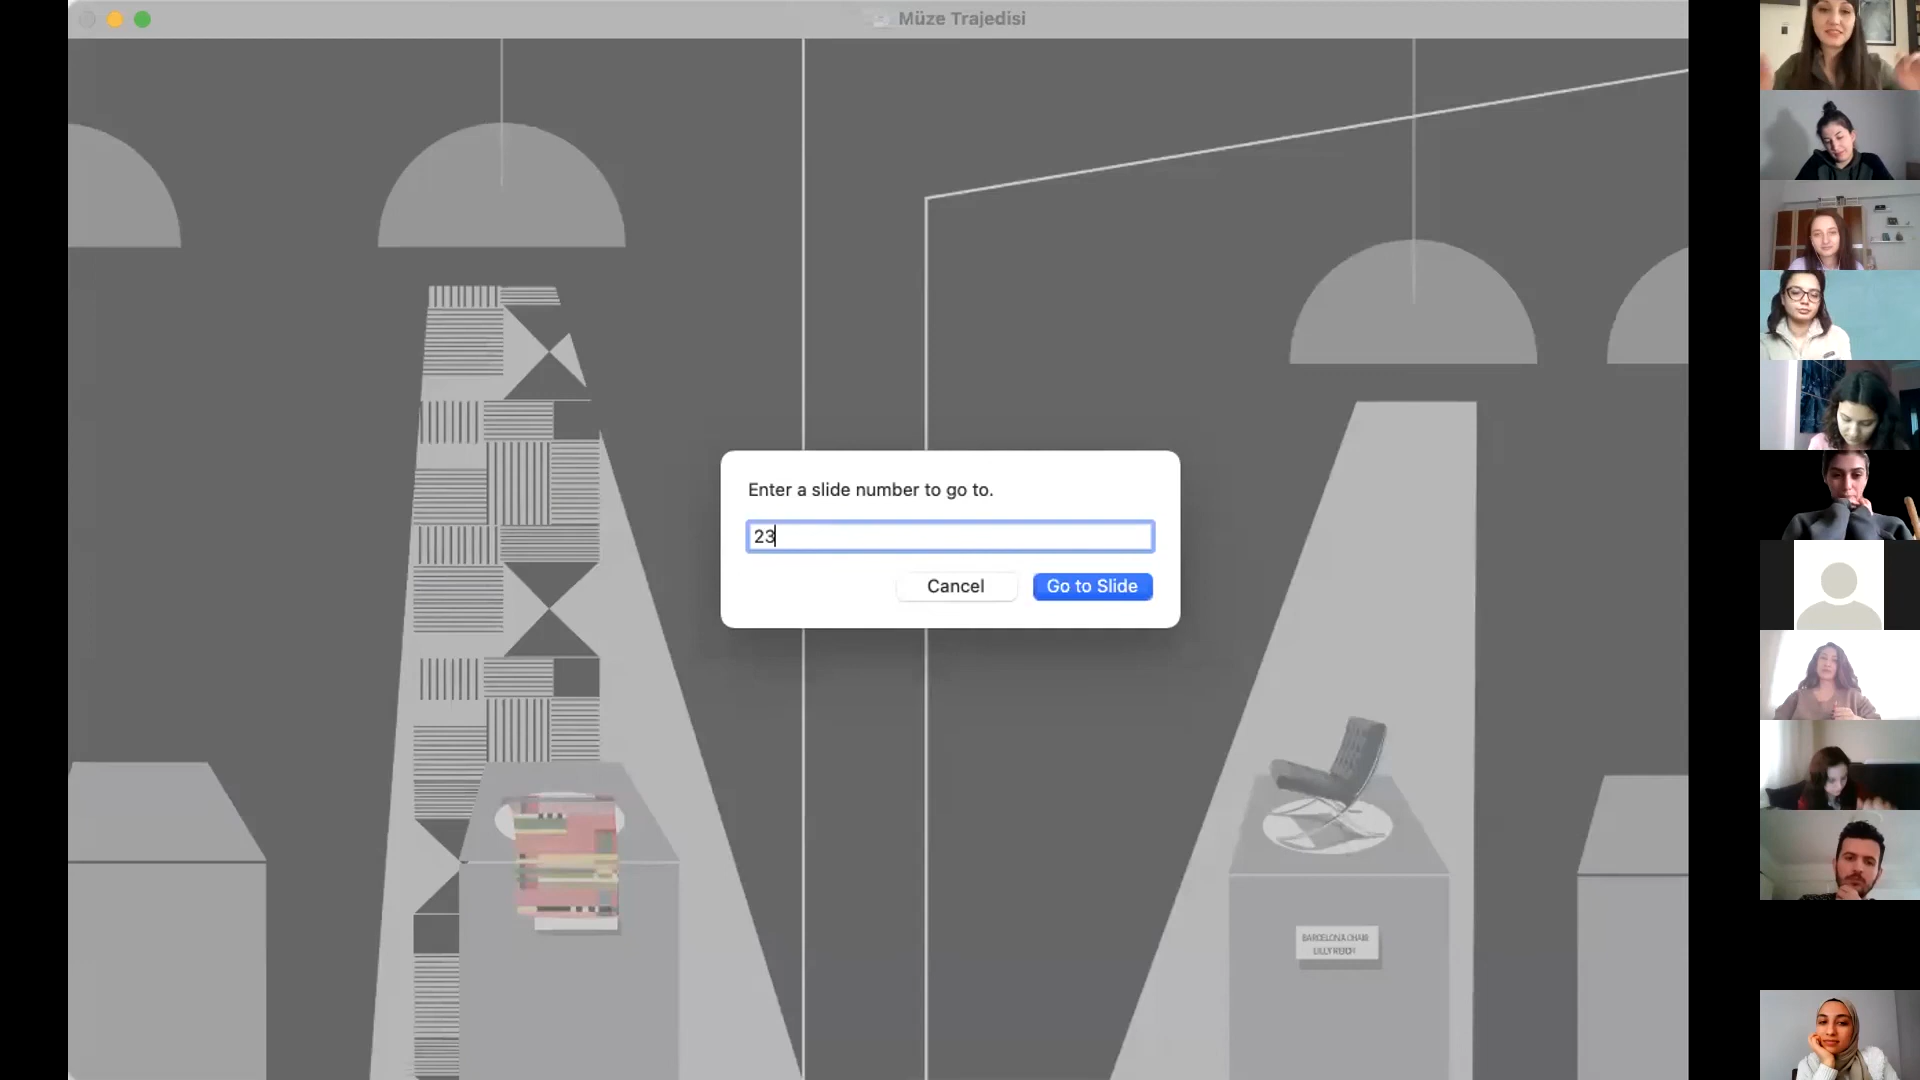 Müze Trajedisi
Enter a slide number to go to.
23
Cancel
Go to Slide
BARCELONA CHAIR
LILLY REICH